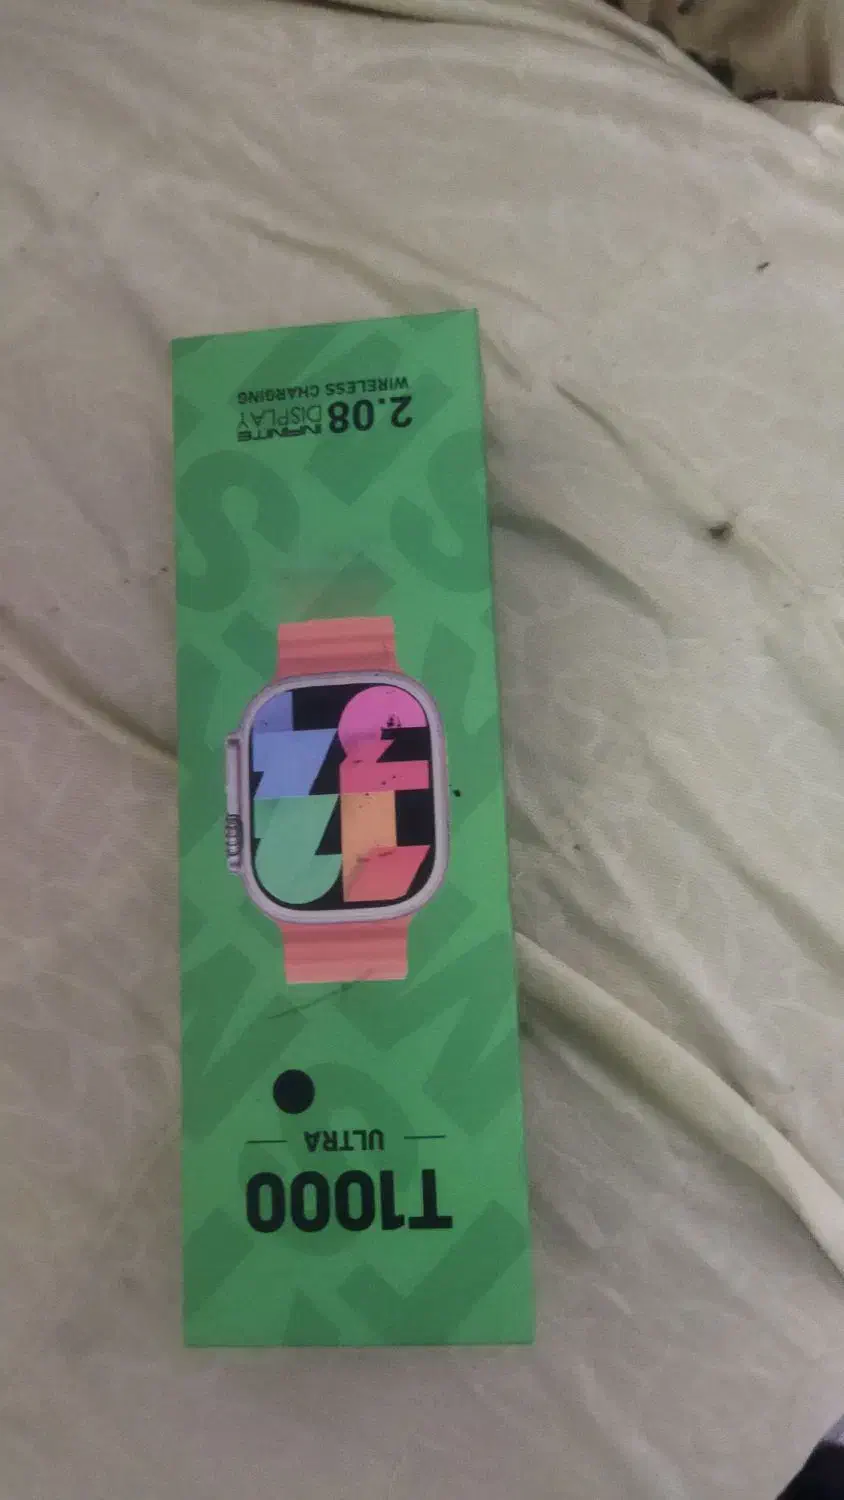 T1000
ULTRA
2.08 INFINITE DISPLAY
WIRELESS CHARGING